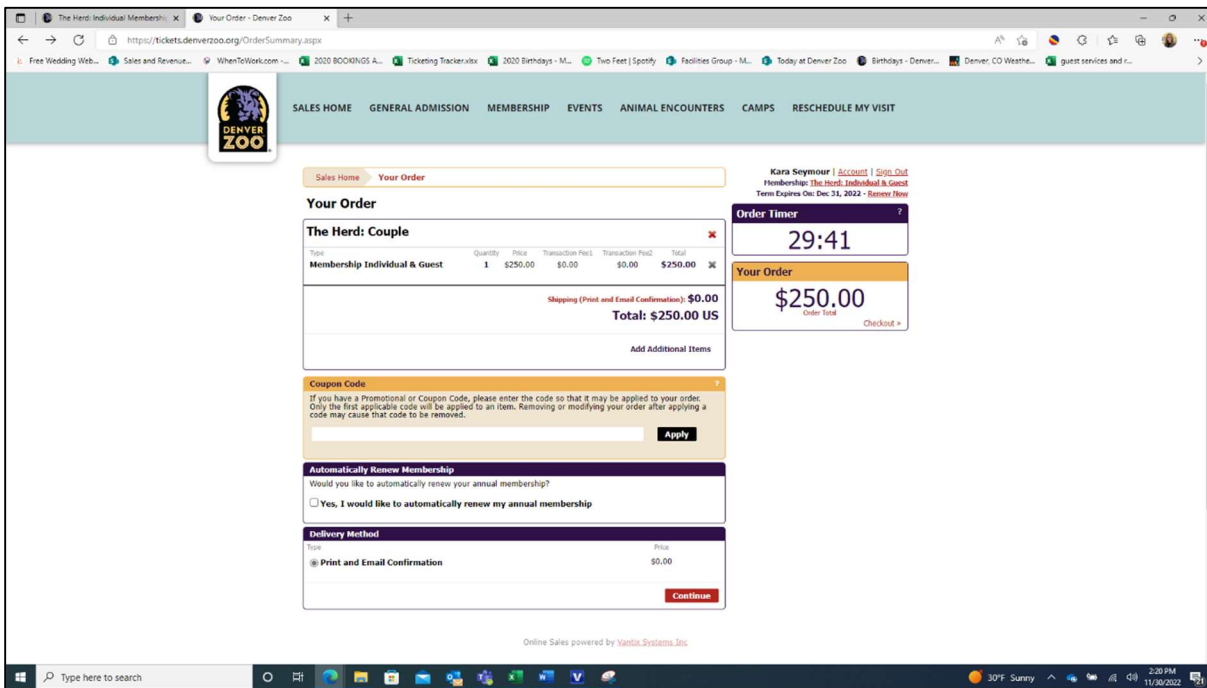 The Herd: Individual Membershi
Your Order - Denver Zoo
https://tickets.denverzoo.org/OrderSummary.aspx
Free Wedding Web...
Sales and Revenue...
WhenToWork.com -...
2020 BOOKINGS A...
Ticketing Tracker.xlsx
2020 Birthdays - M...
Two Feet | Spotify
Facilities Group - M...
Today at Denver Zoo
Birthdays - Denver...
Denver, CO Weathe...
guest services and r...
DENVER
ZOO
SALES HOME GENERAL ADMISSION MEMBERSHIP EVENTS ANIMAL ENCOUNTERS CAMPS RESCHEDULE MY VISIT
Sales Home Your Order
Kara Seymour | Account | Sign Out
Membership: The Herd: Individual & Guest
Term Expires On: Dec 31, 2022 - Renew Now
Your Order
The Herd: Couple
Type Quantity Price Transaction Fee1 Transaction Fee2 Total
Membership Individual & Guest 1 $250.00 $0.00 $0.00 $250.00
Shipping (Print and Email Confirmation): $0.00
Total: $250.00 US
Add Additional Items
Order Timer ?
29:41
Your Order
$250.00
Order Total
Checkout »
Coupon Code ?
If you have a Promotional or Coupon Code, please enter the code so that it may be applied to your order.
Only the first applicable code will be applied to an item. Removing or modifying your order after applying a
code may cause that code to be removed.
Apply
Automatically Renew Membership
Would you like to automatically renew your annual membership?
Yes, I would like to automatically renew my annual membership
Delivery Method
Type Price
Print and Email Confirmation $0.00
Continue
Online Sales powered by Vantix Systems Inc
Type here to search
30°F Sunny
2:20 PM
11/30/2022
21